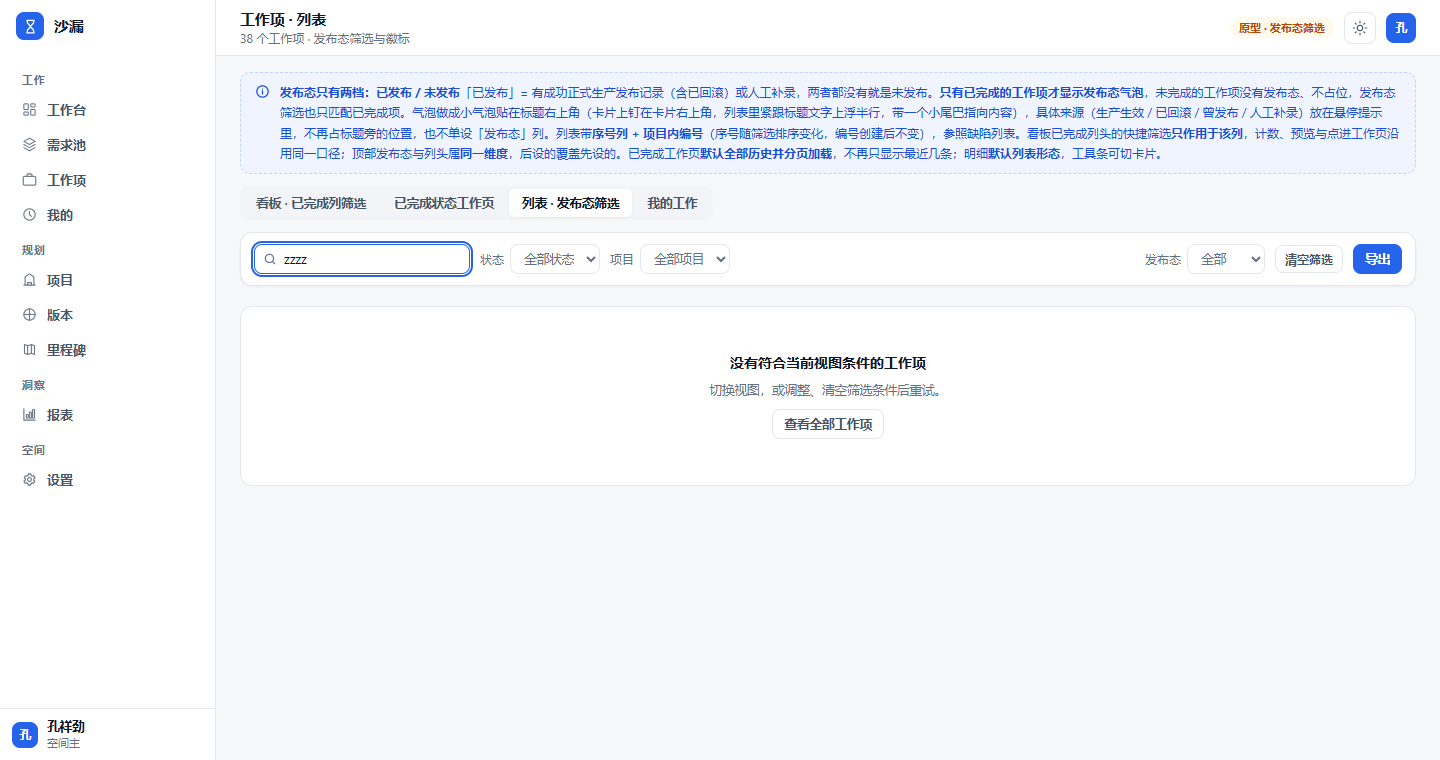 沙漏
工作
工作台
需求池
工作项
我的
规划
项目
版本
里程碑
洞察
报表
空间
设置
孔
孔祥劲
空间主
工作项 · 列表
38 个工作项 · 发布态筛选与徽标
原型 · 发布态筛选
孔
发布态只有两档：已发布 / 未发布「已发布」= 有成功正式生产发布记录（含已回滚）或人工补录，两者都没有就是未发布。只有已完成的工作项才显示发布态气泡，未完成的工作项没有发布态、不占位，发布态
筛选也只匹配已完成项。气泡做成小气泡贴在标题右上角（卡片上钉在卡片右上角，列表里紧跟标题文字上浮半行，带一个小尾巴指向内容），具体来源（生产生效 / 已回滚 / 曾发布 / 人工补录）放在悬停提示
里，不再占标题旁的位置，也不单设「发布态」列。列表带序号列 + 项目内编号（序号随筛选排序变化，编号创建后不变），参照缺陷列表。看板已完成列头的快捷筛选只作用于该列，计数、预览与点进工作页沿
用同一口径；顶部发布态与列头属同一维度，后设的覆盖先设的。已完成工作页默认全部历史并分页加载，不再只显示最近几条；明细默认列表形态，工具条可切卡片。
看板 · 已完成列筛选
已完成状态工作页
列表 · 发布态筛选
我的工作
zzzz
状态
全部状态
项目
全部项目
发布态
全部
清空筛选
导出
没有符合当前视图条件的工作项
切换视图，或调整、清空筛选条件后重试。
查看全部工作项